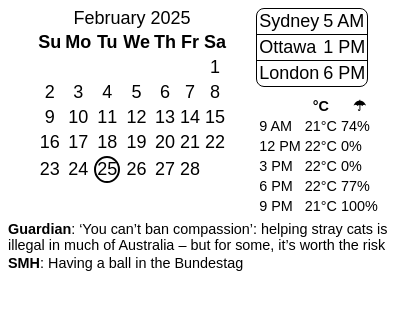 February 2025
Su Mo Tu We Th Fr Sa
1
2 3 4 5 6 7 8
9 10 11 12 13 14 15
16 17 18 19 20 21 22
23 24 25 26 27 28
Sydney 5 AM
Ottawa 1 PM
London 6 PM
°C ☂
9 AM 21°C 74%
12 PM 22°C 0%
3 PM 22°C 0%
6 PM 22°C 77%
9 PM 21°C 100%
Guardian: ‘You can’t ban compassion’: helping stray cats is
illegal in much of Australia – but for some, it’s worth the risk
SMH: Having a ball in the Bundestag